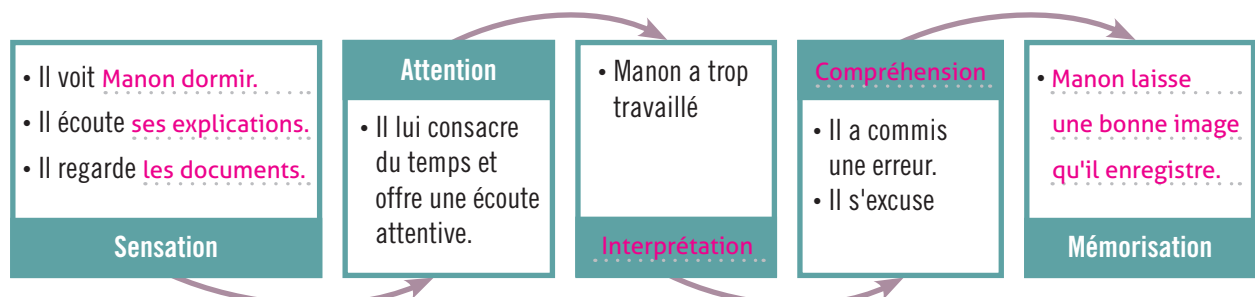 • Il voit Manon dormir.
• Il écoute ses explications.
• Il regarde les documents.
Sensation
Attention
• Il lui consacre
du temps et
offre une écoute
attentive.
• Manon a trop
travaillé
Interprétation
Compréhension
• Il a commis
une erreur.
• Il s'excuse
• Manon laisse
une bonne image
qu'il enregistre.
Mémorisation